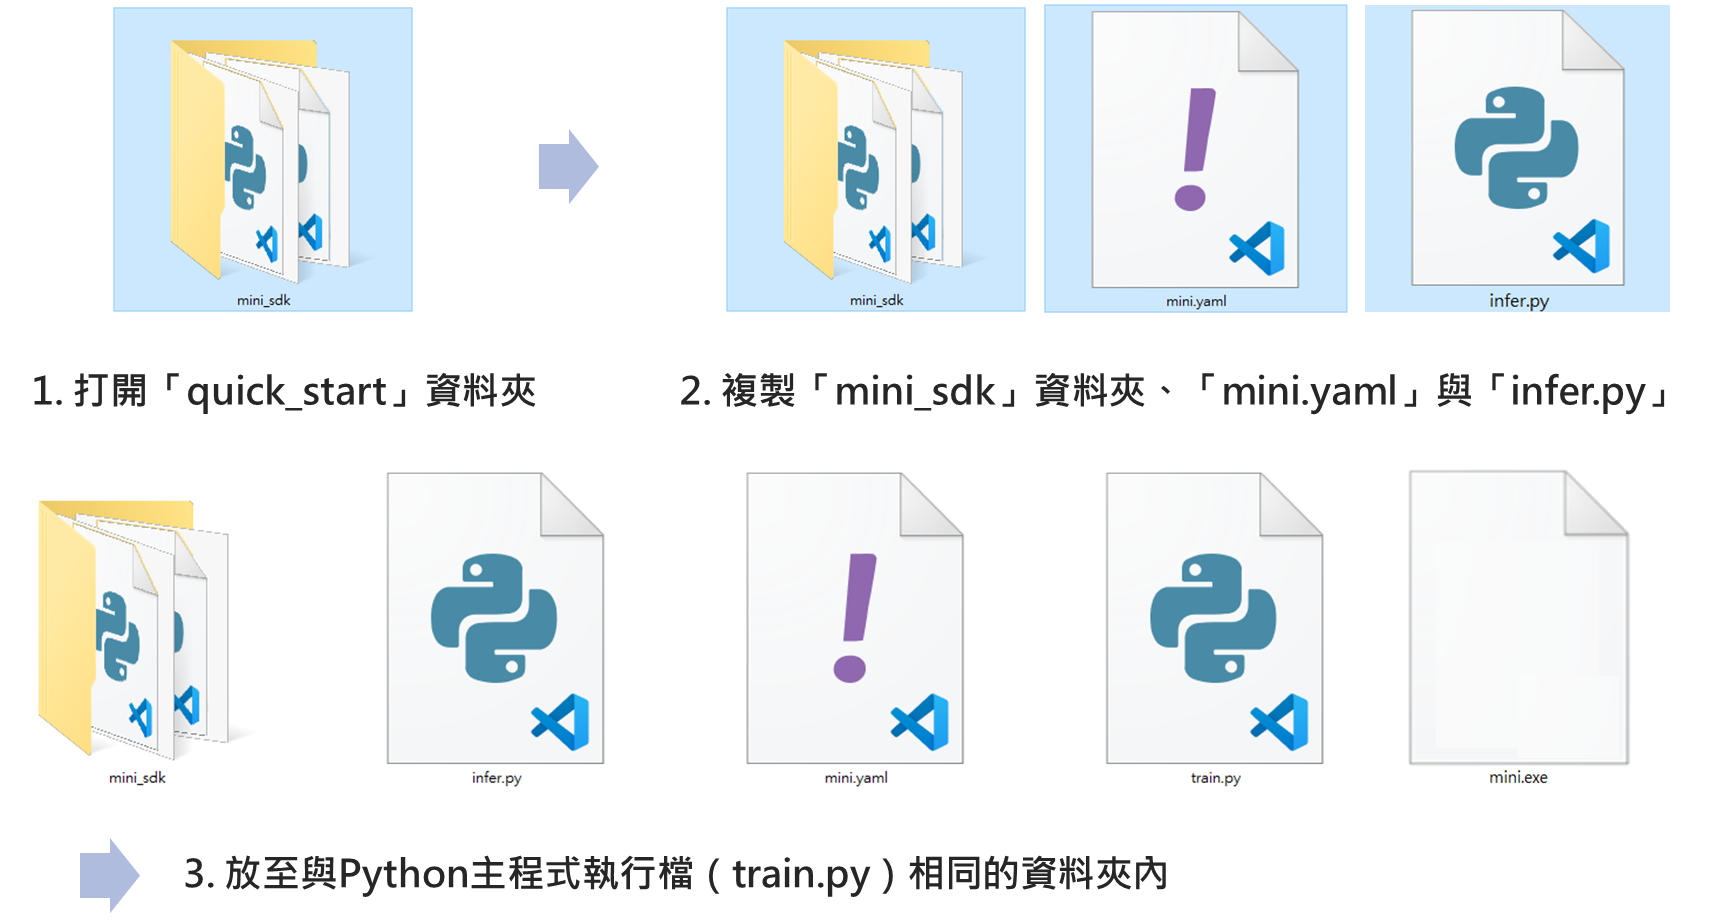 mini_sdk
mini_sdk
mini.yaml
infer.py
1. 打開「quick_start」資料夾
2. 複製「mini_sdk」資料夾、「mini.yaml」與「infer.py」
mini_sdk
infer.py
mini.yaml
train.py
mini.exe
3. 放至與Python主程式執行檔（train.py）相同的資料夾內